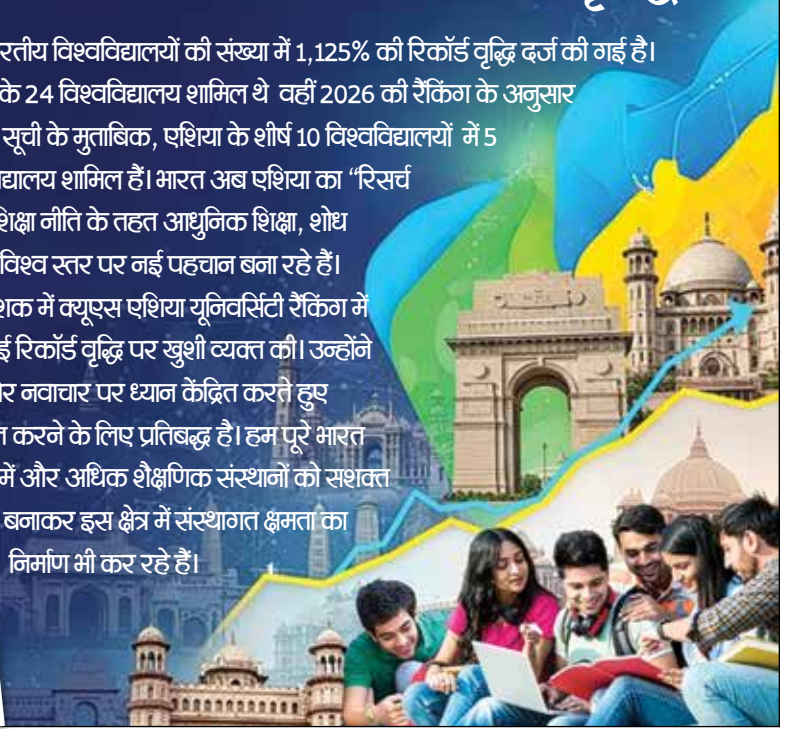 रतीय विश्वविद्यालयों की संख्या में 1,125% की रिकॉर्ड वृद्धि दर्ज की गई है।
के 24 विश्वविद्यालय शामिल थे वहीं 2026 की रैंकिंग के अनुसार
सूची के मुताबिक, एशिया के शीर्ष 10 विश्वविद्यालयों में 5
द्यालय शामिल हैं। भारत अब एशिया का “रिसर्च
शिक्षा नीति के तहत आधुनिक शिक्षा, शोध
विश्व स्तर पर नई पहचान बना रहे हैं।
शक में क्यूएस एशिया यूनिवर्सिटी रैंकिंग में
ई रिकॉर्ड वृद्धि पर खुशी व्यक्त की। उन्होंने
र नवाचार पर ध्यान केंद्रित करते हुए
त करने के लिए प्रतिबद्ध है। हम पूरे भारत
में और अधिक शैक्षणिक संस्थानों को सशक्त
बनाकर इस क्षेत्र में संस्थागत क्षमता का
निर्माण भी कर रहे हैं।